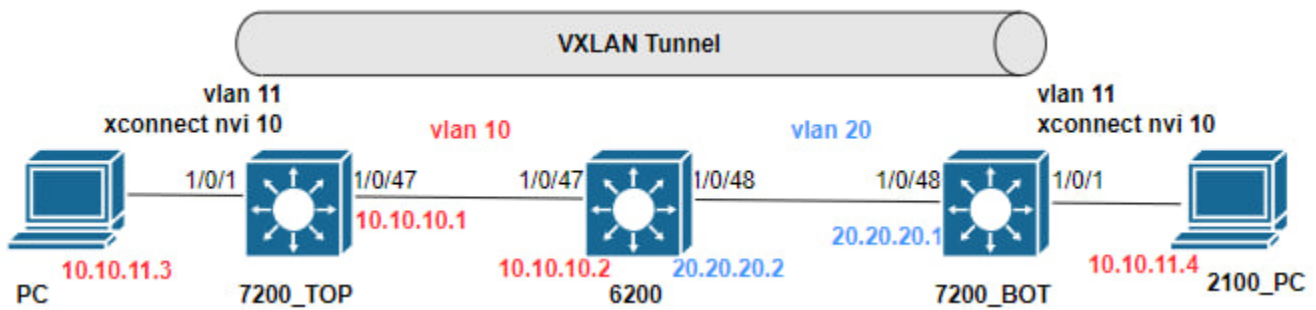 VXLAN Tunnel
vlan 11
xconnect nvi 10
vlan 10
vlan 20
vlan 11
xconnect nvi 10
1/0/1
1/0/47
1/0/47
1/0/48
1/0/48
1/0/1
10.10.10.1
20.20.20.1
10.10.11.3
10.10.10.2
20.20.20.2
10.10.11.4
PC
7200_TOP
6200
7200_BOT
2100_PC